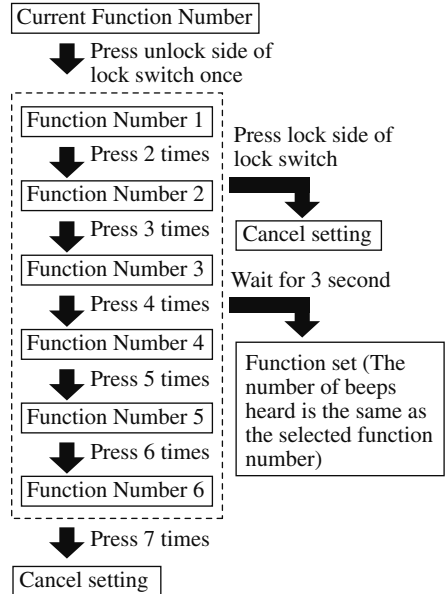 Current Function Number
Press unlock side of
lock switch once
Function Number 1
Press 2 times
Function Number 2
Press 3 times
Function Number 3
Press 4 times
Function Number 4
Press 5 times
Function Number 5
Press 6 times
Function Number 6
Press 7 times
Cancel setting
Press lock side of
lock switch
Cancel setting
Wait for 3 second
Function set (The
number of beeps
heard is the same as
the selected function
number)